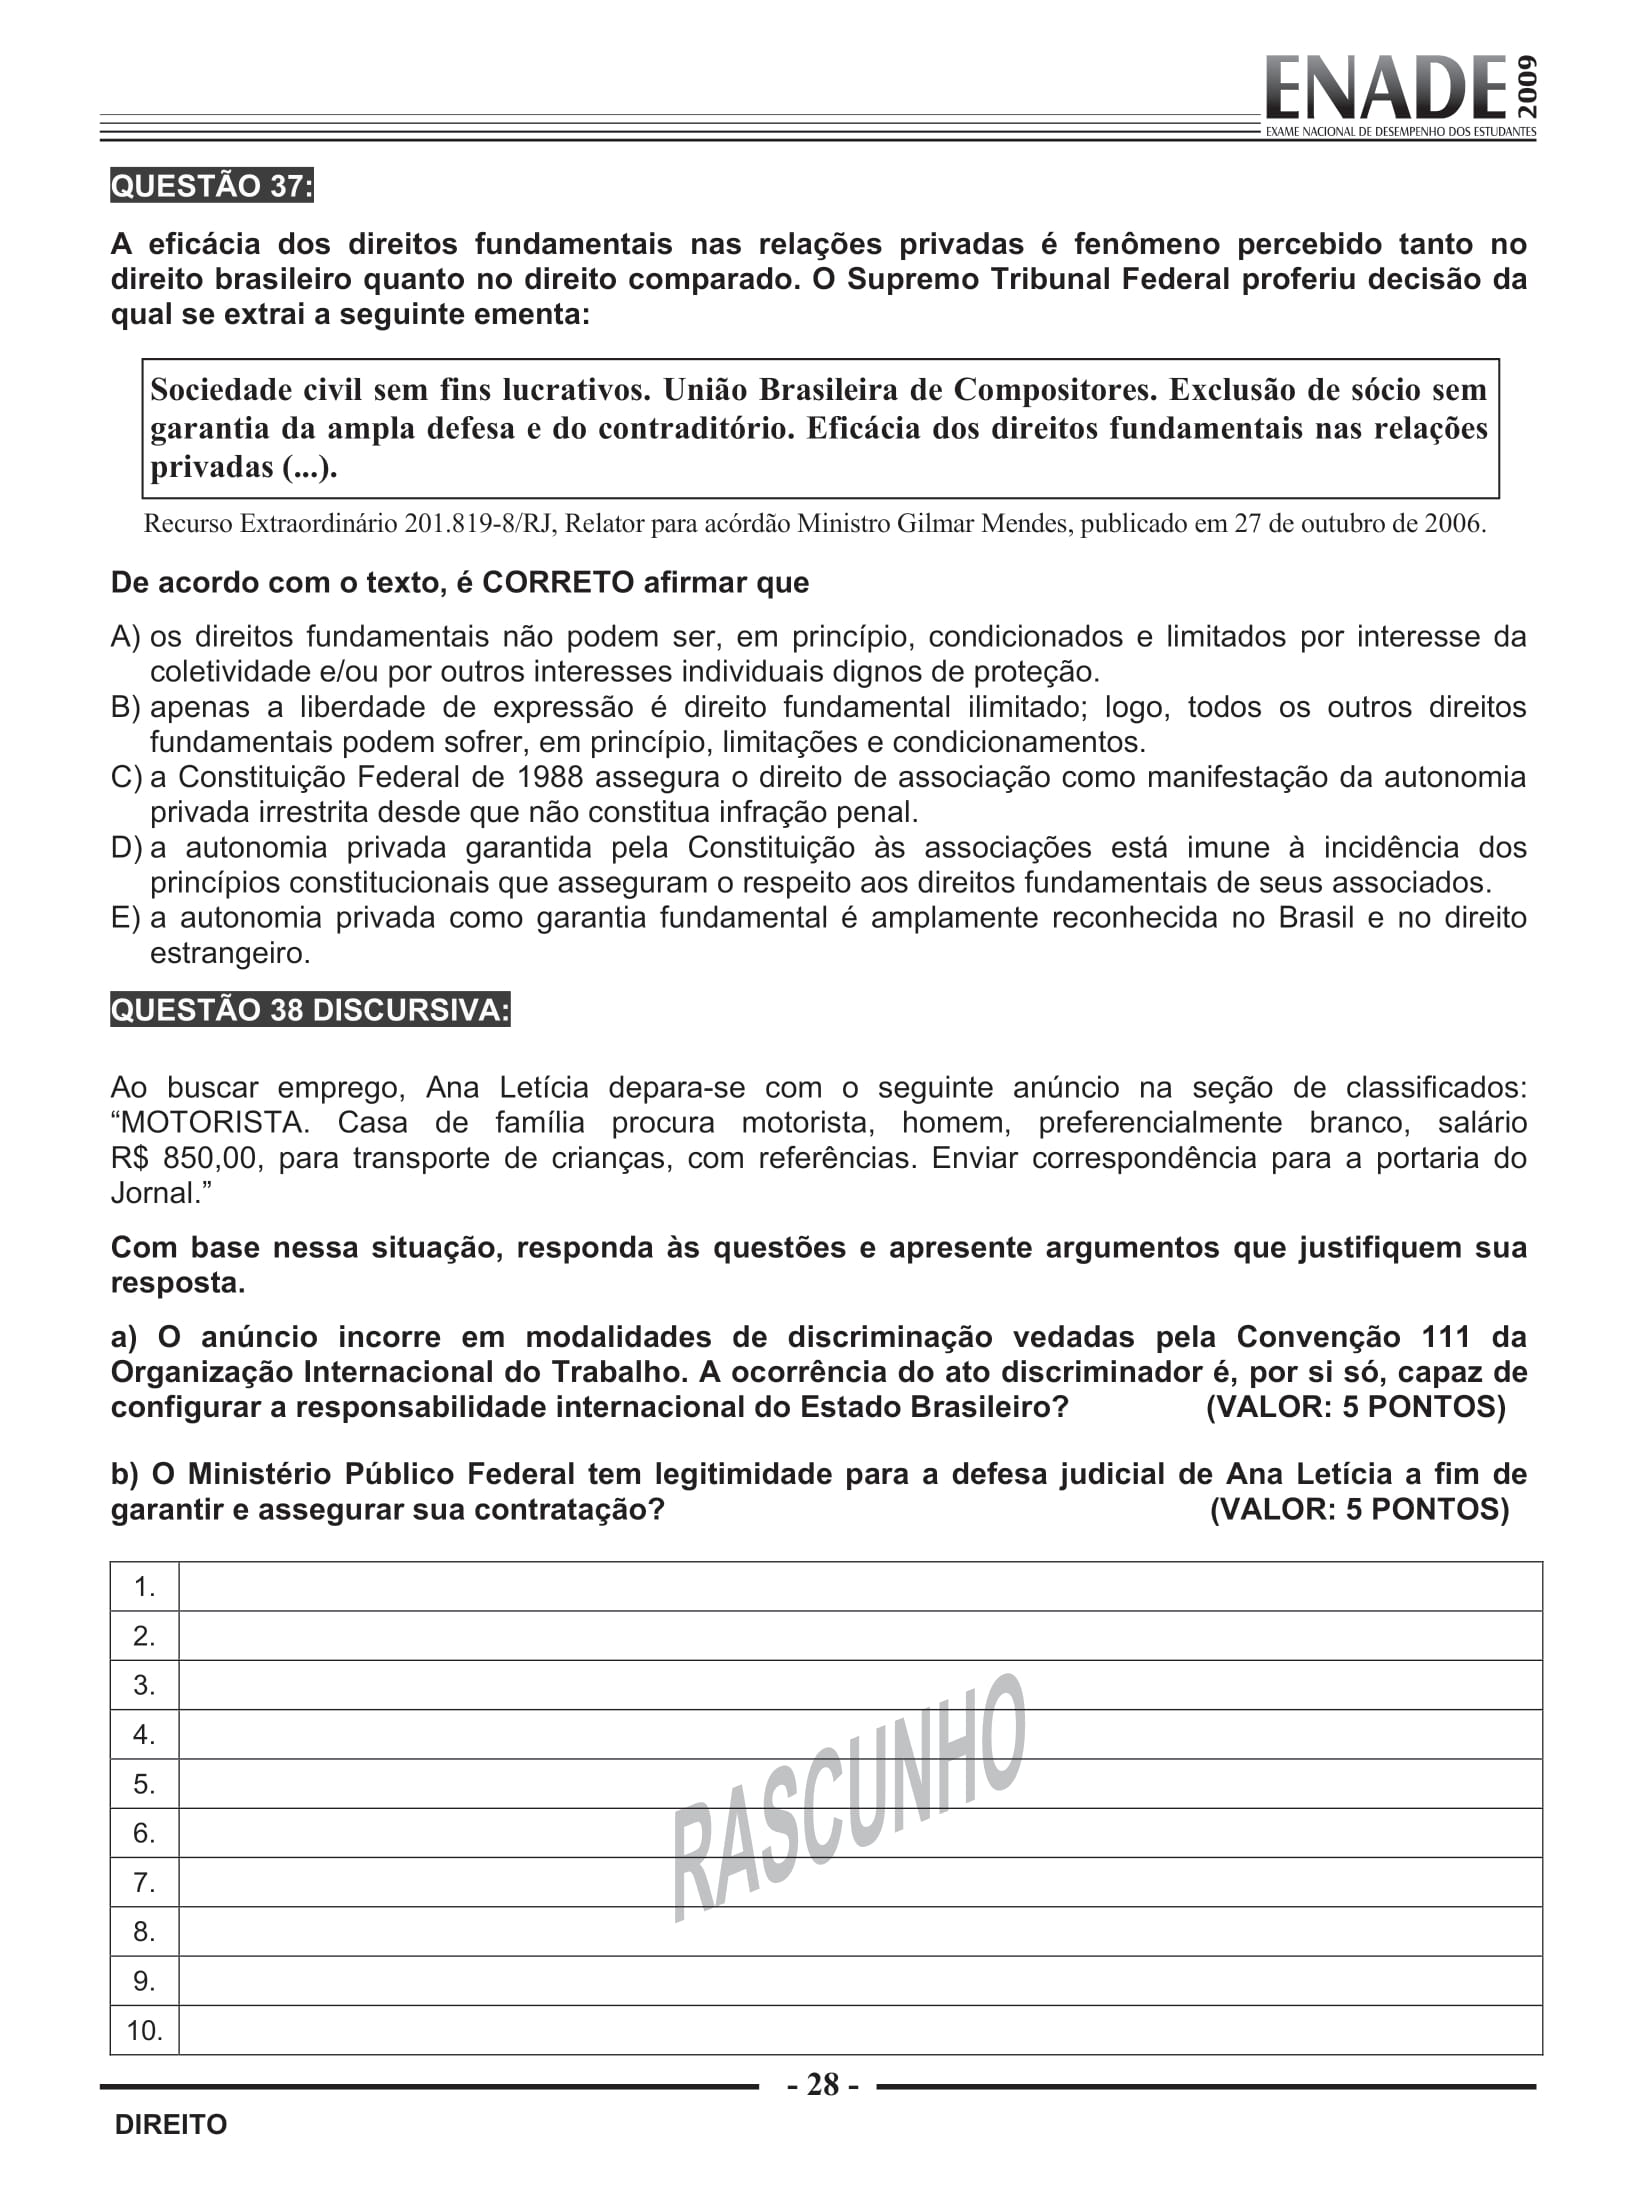 ENADE 2009
EXAME NACIONAL DE DESEMPENHO DOS ESTUDANTES
QUESTÃO 37:
A eficácia dos direitos fundamentais nas relações privadas é fenômeno percebido tanto no
direito brasileiro quanto no direito comparado. O Supremo Tribunal Federal proferiu decisão da
qual se extrai a seguinte ementa:
Sociedade civil sem fins lucrativos. União Brasileira de Compositores. Exclusão de sócio sem
garantia da ampla defesa e do contraditório. Eficácia dos direitos fundamentais nas relações
privadas (...).
Recurso Extraordinário 201.819-8/RJ, Relator para acórdão Ministro Gilmar Mendes, publicado em 27 de outubro de 2006.
De acordo com o texto, é CORRETO afirmar que
A) os direitos fundamentais não podem ser, em princípio, condicionados e limitados por interesse da
coletividade e/ou por outros interesses individuais dignos de proteção.
B) apenas a liberdade de expressão é direito fundamental ilimitado; logo, todos os outros direitos
fundamentais podem sofrer, em princípio, limitações e condicionamentos.
C) a Constituição Federal de 1988 assegura o direito de associação como manifestação da autonomia
privada irrestrita desde que não constitua infração penal.
D) a autonomia privada garantida pela Constituição às associações está imune à incidência dos
princípios constitucionais que asseguram o respeito aos direitos fundamentais de seus associados.
E) a autonomia privada como garantia fundamental é amplamente reconhecida no Brasil e no direito
estrangeiro.
QUESTÃO 38 DISCURSIVA:
Ao buscar emprego, Ana Letícia depara-se com o seguinte anúncio na seção de classificados:
“MOTORISTA. Casa de família procura motorista, homem, preferencialmente branco, salário
R$ 850,00, para transporte de crianças, com referências. Enviar correspondência para a portaria do
Jornal.”
Com base nessa situação, responda às questões e apresente argumentos que justifiquem sua
resposta.
a) O anúncio incorre em modalidades de discriminação vedadas pela Convenção 111 da
Organização Internacional do Trabalho. A ocorrência do ato discriminador é, por si só, capaz de
configurar a responsabilidade internacional do Estado Brasileiro? (VALOR: 5 PONTOS)
b) O Ministério Público Federal tem legitimidade para a defesa judicial de Ana Letícia a fim de
garantir e assegurar sua contratação? (VALOR: 5 PONTOS)
1.
2.
3.
4.
5.
6.
7.
8.
9.
10.
RASCUNHO
- 28 -
DIREITO